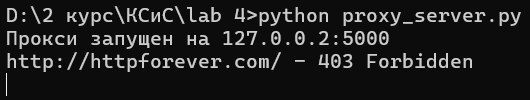 D:\2 курс\КСиС\lab 4>python proxy_server.py
Прокси запущен на 127.0.0.2:5000
http://httpforever.com/ - 403 Forbidden